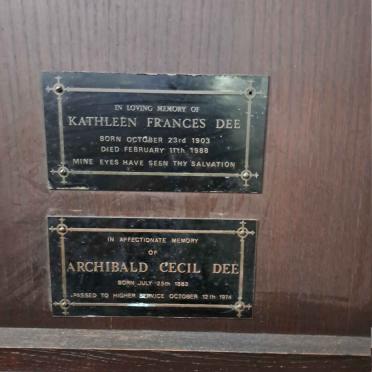 IN LOVING MEMORY OF
KATHLEEN FRANCES DEE
BORN OCTOBER 23rd 1903
DIED FEBRUARY 11th 1988
MINE EYES HAVE SEEN THY SALVATION
IN AFFECTIONATE MEMORY
OF
ARCHIBALD CECIL DEE
BORN JULY 25th 1883
PASSED TO HIGHER SERVICE OCTOBER 12th 1974